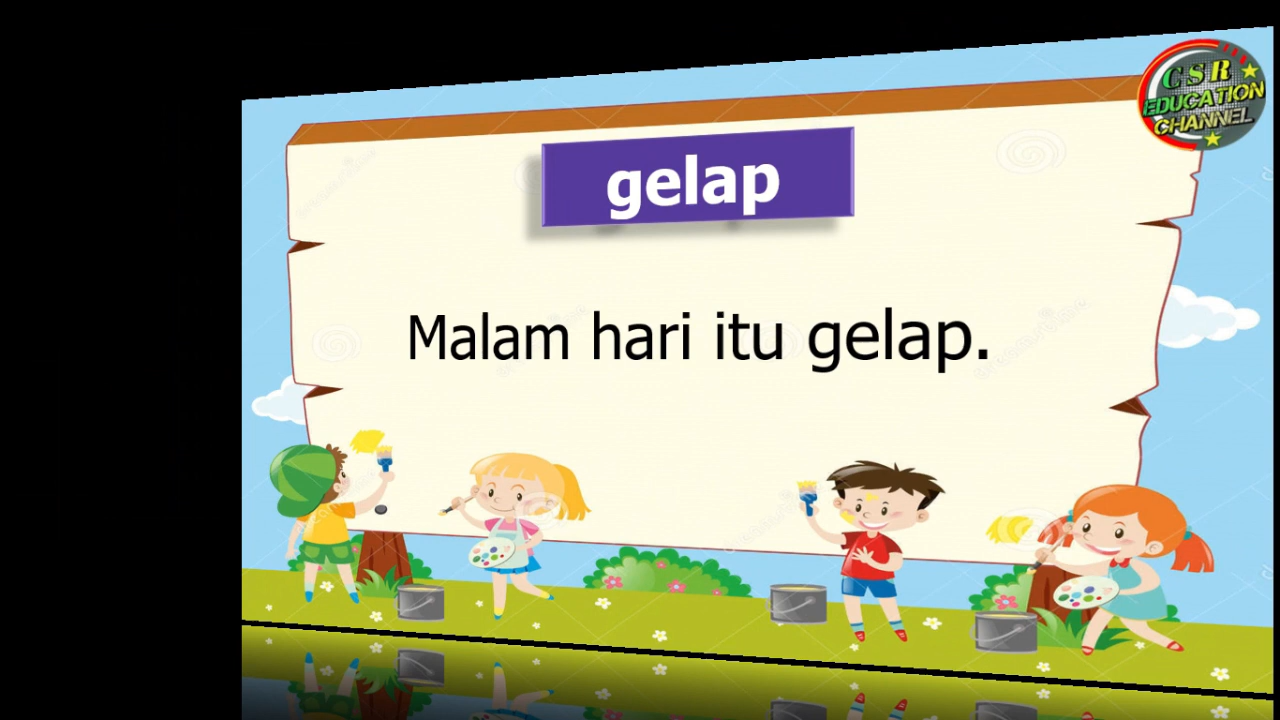 CSR
EDUCATION
CHANNEL
gelap
Malam hari itu gelap.